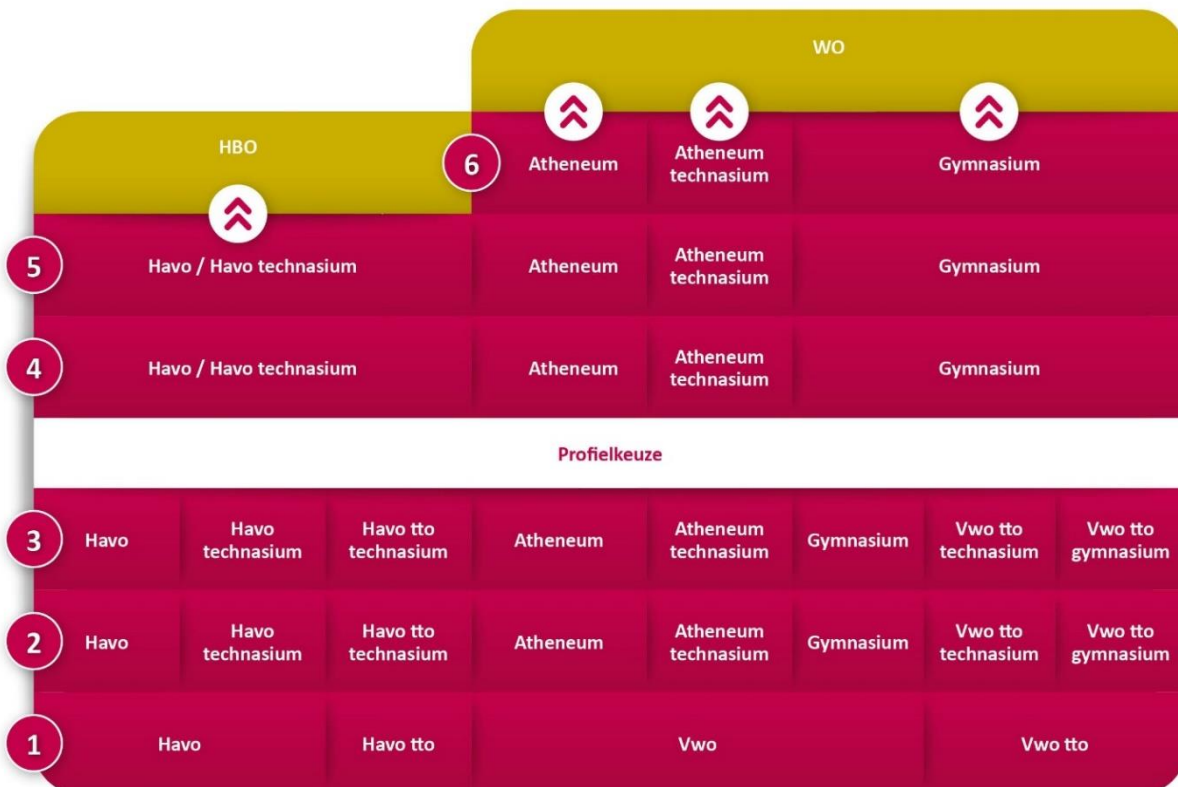 WO
HBO
6
Atheneum
Atheneum
technasium
Gymnasium
5
Havo / Havo technasium
Atheneum
Atheneum
technasium
Gymnasium
4
Havo / Havo technasium
Atheneum
Atheneum
technasium
Gymnasium
Profielkeuze
3
Havo
Havo
technasium
Havo tto
technasium
Atheneum
Atheneum
technasium
Gymnasium
Vwo tto
technasium
Vwo tto
gymnasium
2
Havo
Havo
technasium
Havo tto
technasium
Atheneum
Atheneum
technasium
Gymnasium
Vwo tto
technasium
Vwo tto
gymnasium
1
Havo
Havo tto
Vwo
Vwo tto